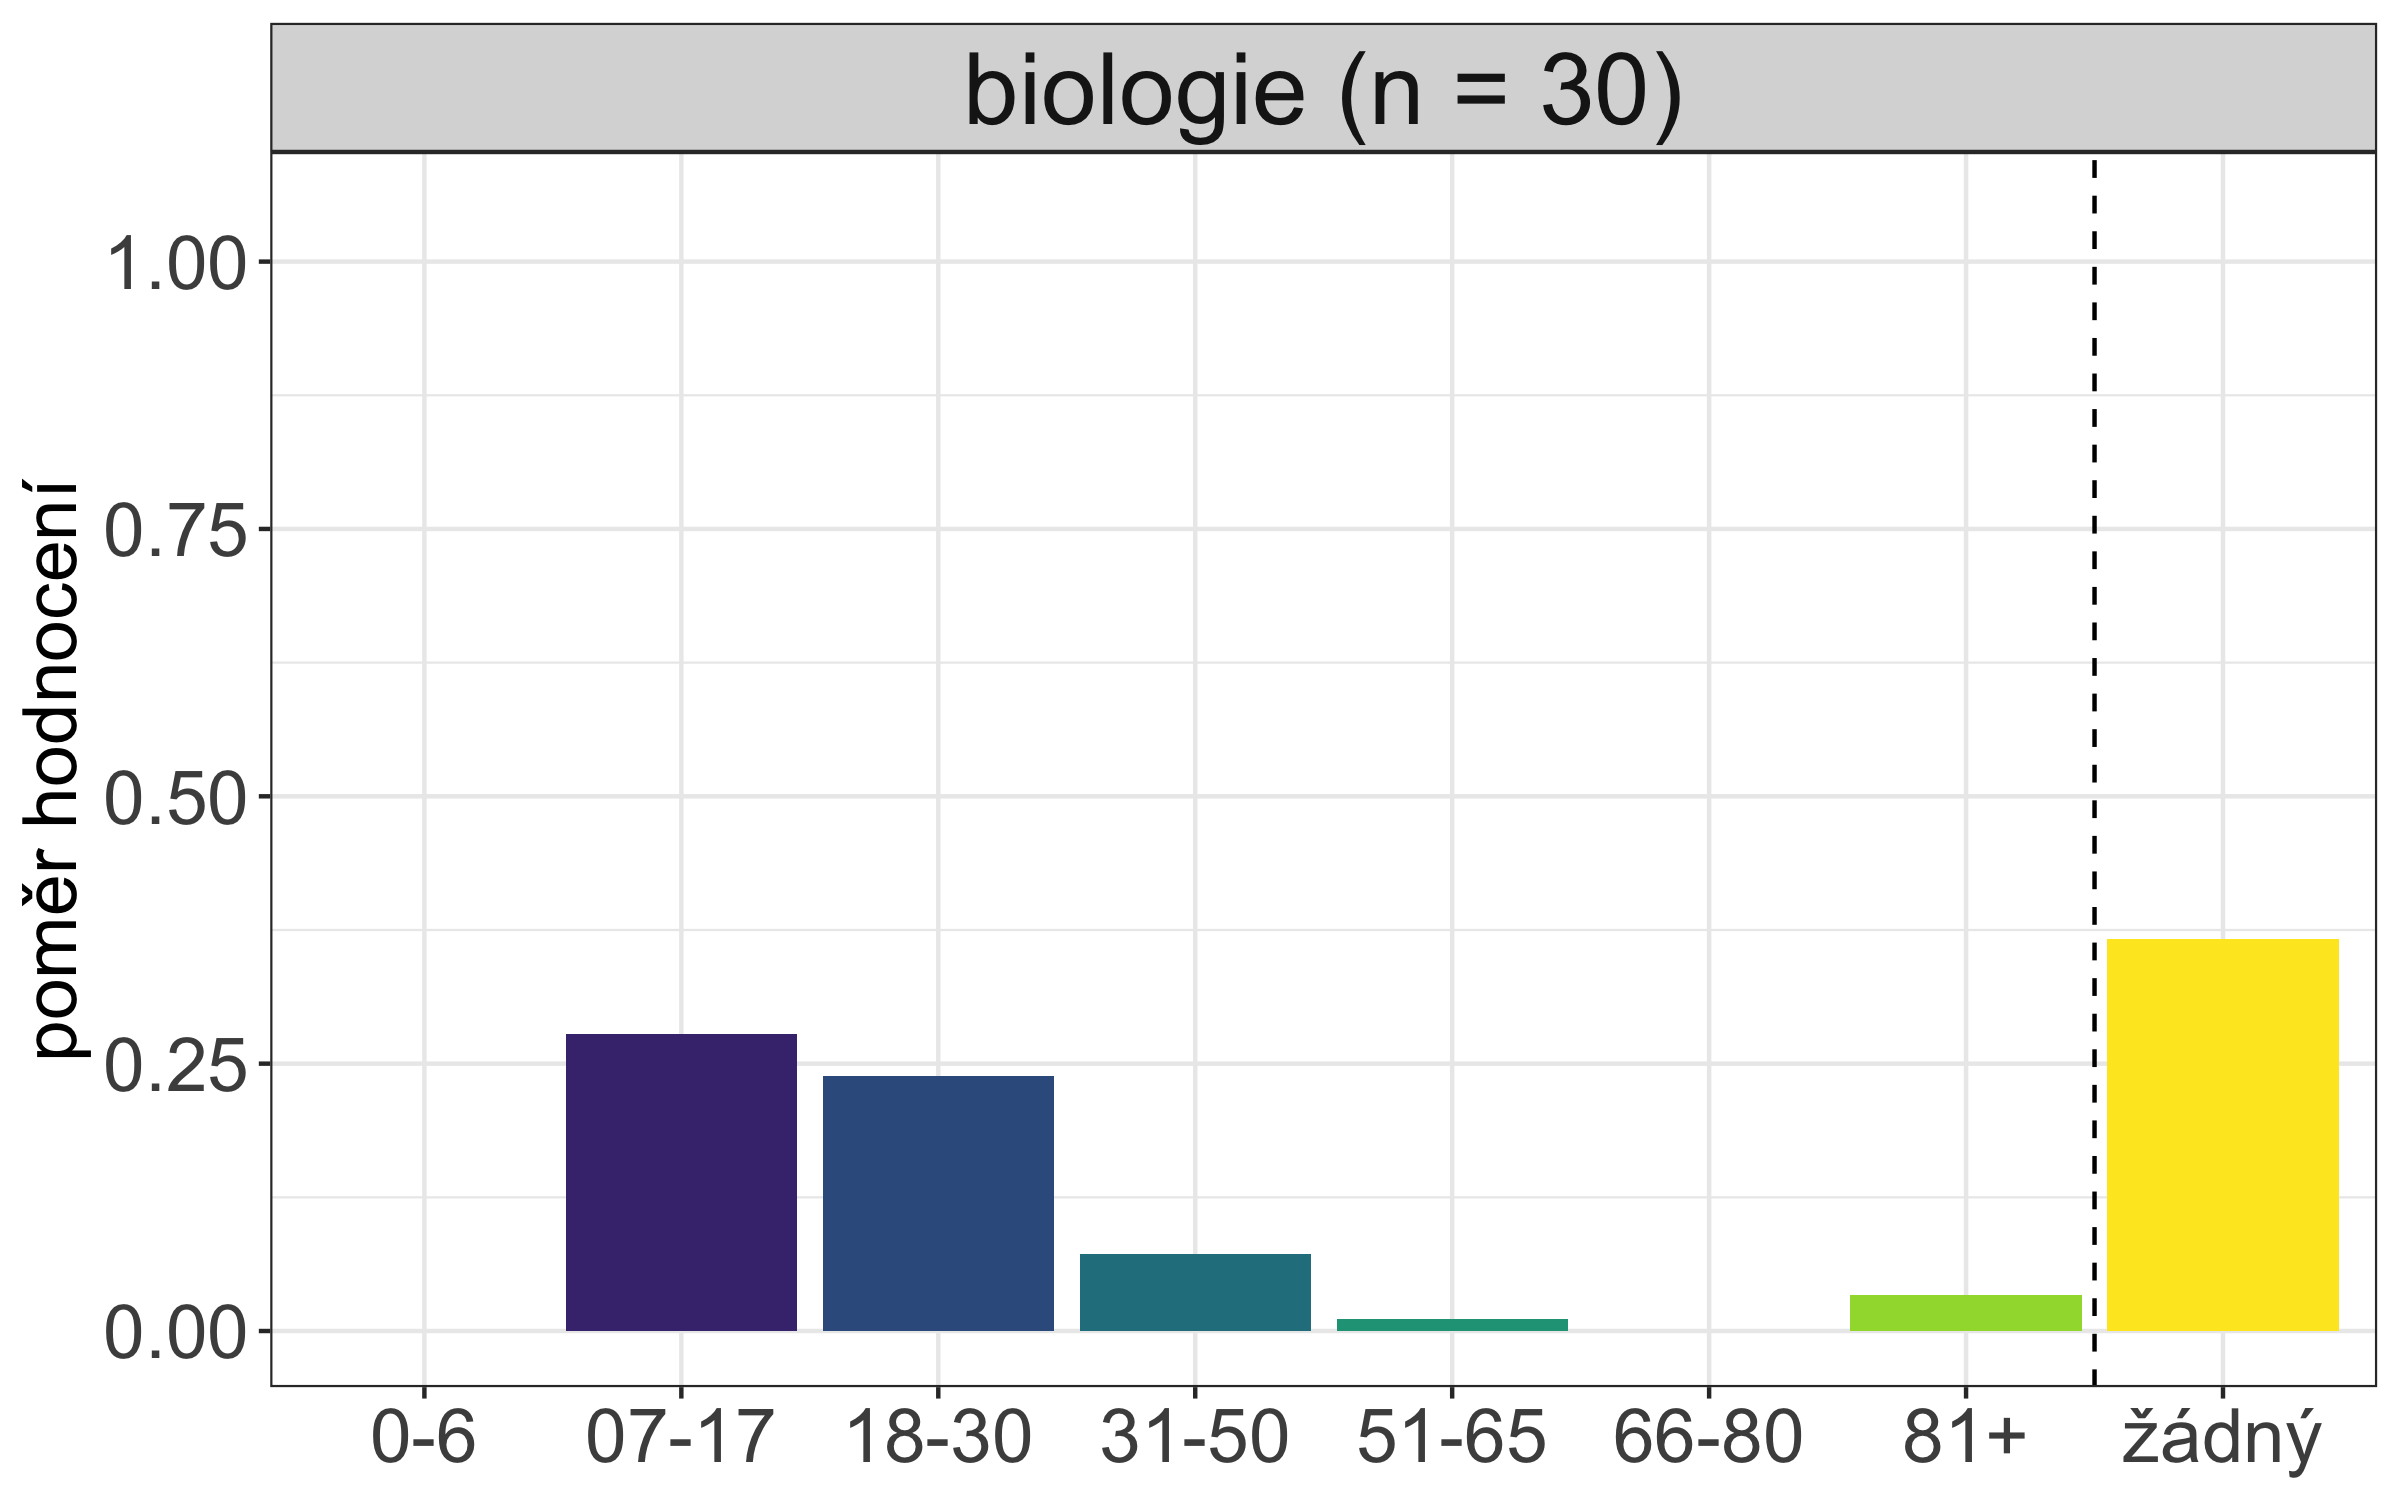 biologie (n = 30)
poměr hodnocení
1.00
0.75
0.50
0.25
0.00
0-6 07-17 18-30 31-50 51-65 66-80 81+ žádný